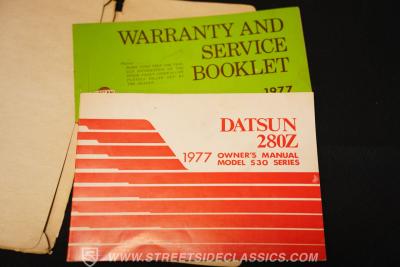 WARRANTY AND
SERVICE
BOOKLET
1977
DATSUN
280Z
1977 OWNER'S MANUAL
MODEL S30 SERIES
WWW.STREETSIDECLASSICS.COM